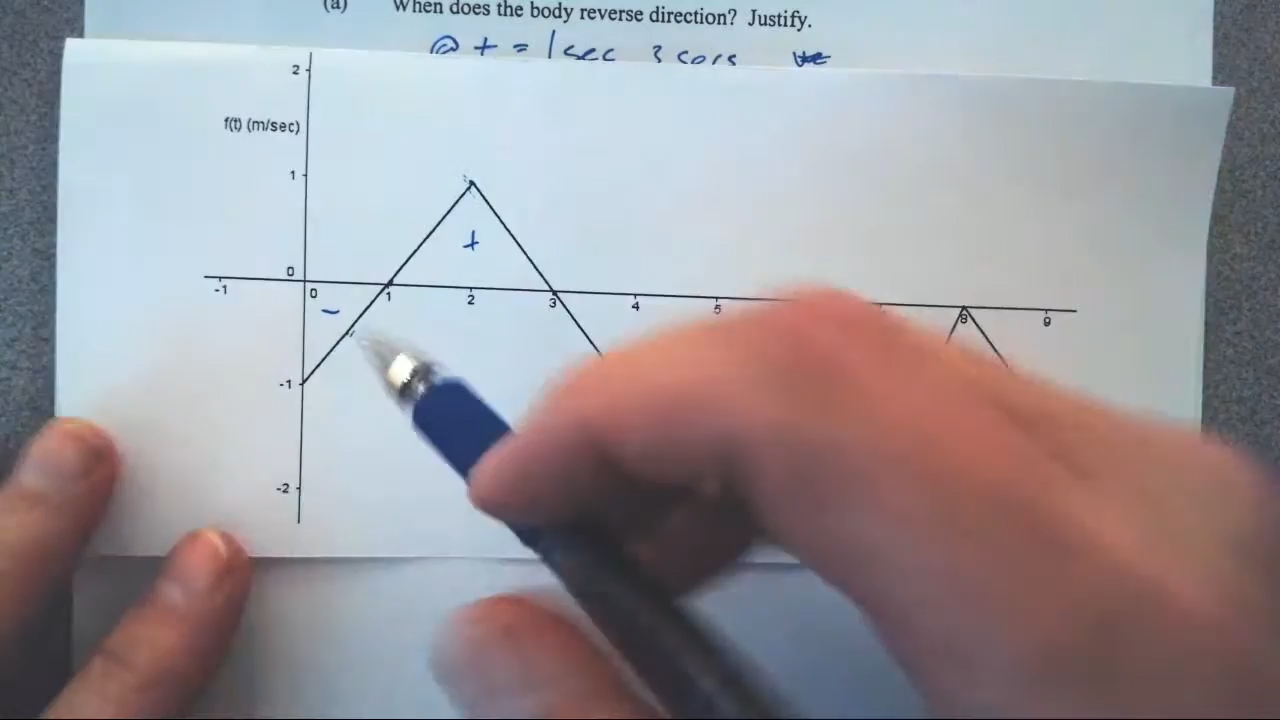 (a) When does the body reverse direction? Justify.
@ t = 1 sec 3
2
f(t) (m/sec)
1
+
0
-1 0 1 2 3 4 5 8 9
−
-1
-2